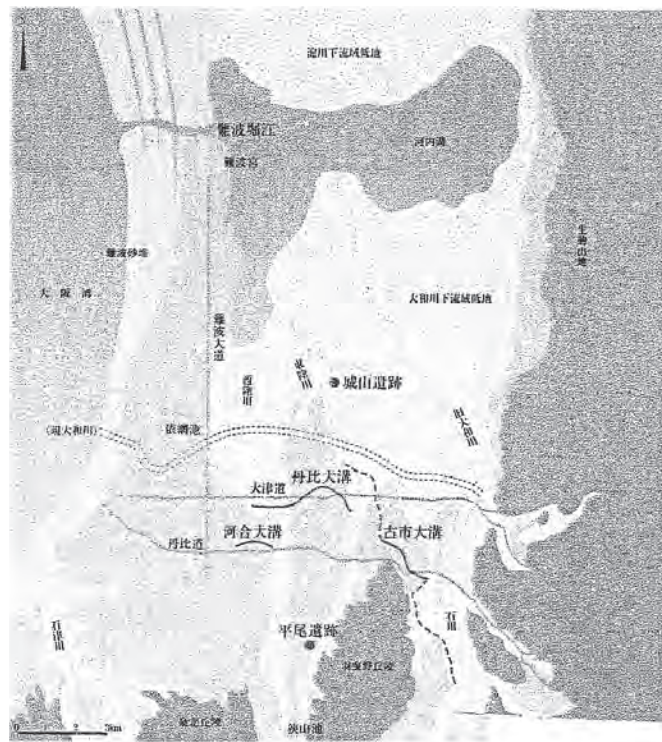 淀川下流域低地
難波堀江
難波宮
河内湖
生駒山地
難波砂堆
大阪湾
大和川下流域低地
難波大道
東除川
西除川
城山遺跡
旧大和川
(現大和川)
依網池
大津道
丹比大溝
丹比道
河合大溝
古市大溝
石川
石津川
平尾遺跡
羽曳野丘陵
狭山池
0 1 2 3km